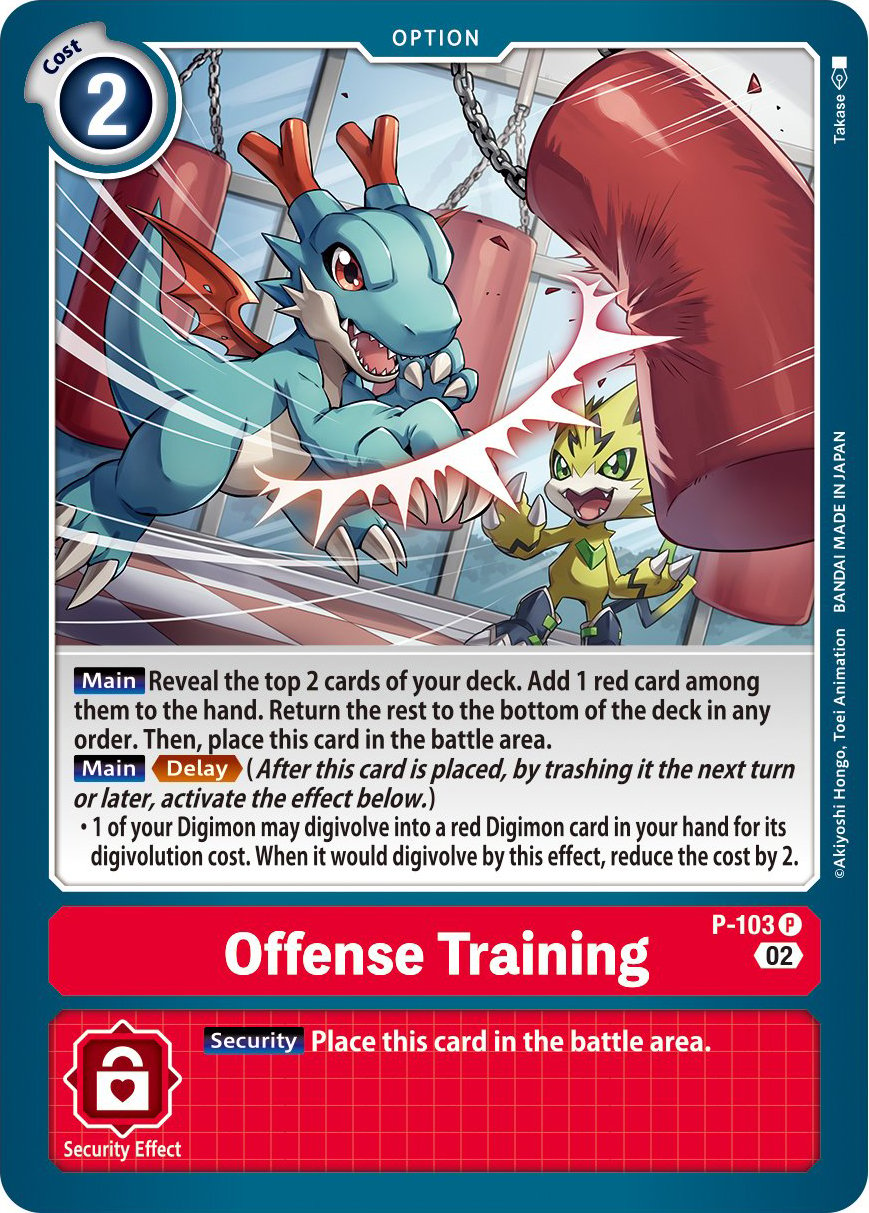 OPTION
Cost
2
Takase
Main Reveal the top 2 cards of your deck. Add 1 red card among
them to the hand. Return the rest to the bottom of the deck in any
order. Then, place this card in the battle area.
Main Delay (After this card is placed, by trashing it the next turn
or later, activate the effect below.)
・1 of your Digimon may digivolve into a red Digimon card in your hand for its
digivolution cost. When it would digivolve by this effect, reduce the cost by 2.
©Akiyoshi Hongo, Toei Animation BANDAI MADE IN JAPAN
P-103 P
Offense Training
02
Security Place this card in the battle area.
Security Effect